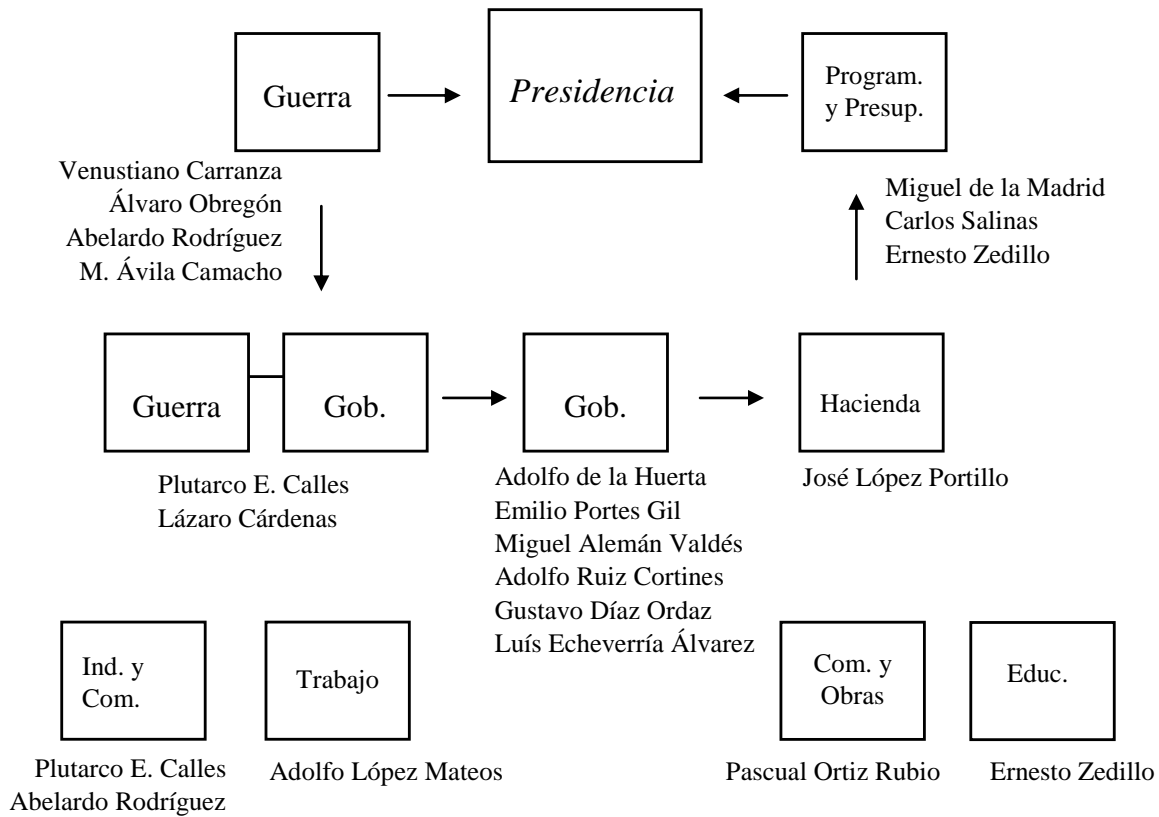 Guerra
Presidencia
Program.
y Presup.
Venustiano Carranza
Álvaro Obregón
Abelardo Rodríguez
M. Ávila Camacho
Miguel de la Madrid
Carlos Salinas
Ernesto Zedillo
Guerra
Gob.
Gob.
Hacienda
Plutarco E. Calles
Lázaro Cárdenas
Adolfo de la Huerta
Emilio Portes Gil
Miguel Alemán Valdés
Adolfo Ruiz Cortines
Gustavo Díaz Ordaz
Luís Echeverría Álvarez
José López Portillo
Ind. y
Com.
Trabajo
Com. y
Obras
Educ.
Plutarco E. Calles
Abelardo Rodríguez
Adolfo López Mateos
Pascual Ortiz Rubio
Ernesto Zedillo